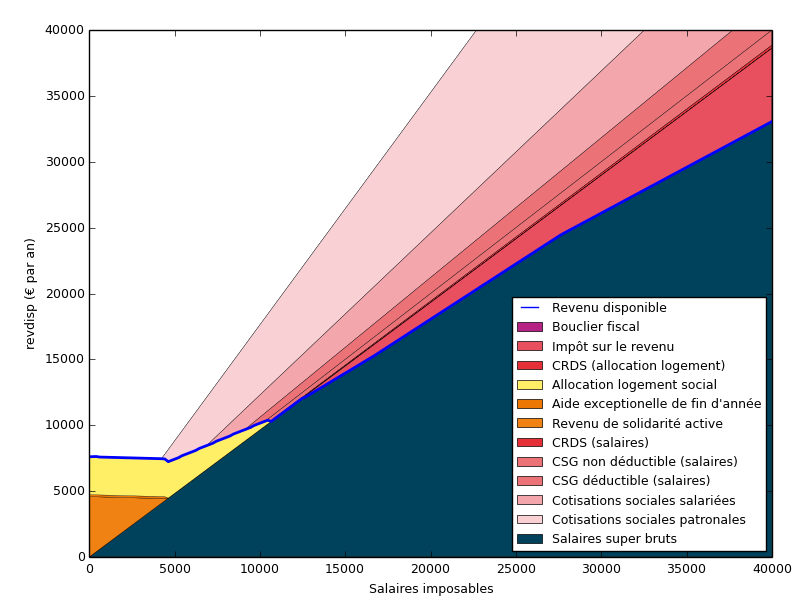 40000
35000
30000
25000
20000
15000
10000
5000
0
revdisp (€ par an)
Revenu disponible
Bouclier fiscal
Impôt sur le revenu
CRDS (allocation logement)
Allocation logement social
Aide exceptionelle de fin d'année
Revenu de solidarité active
CRDS (salaires)
CSG non déductible (salaires)
CSG déductible (salaires)
Cotisations sociales salariées
Cotisations sociales patronales
Salaires super bruts
0 5000 10000 15000 20000 25000 30000 35000 40000
Salaires imposables